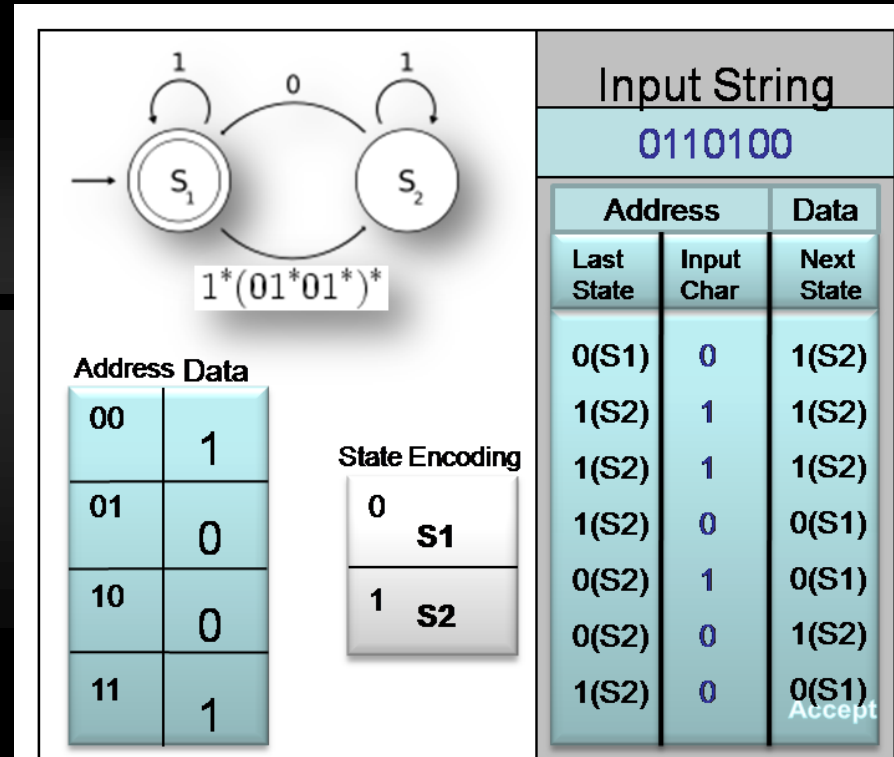 1 0 1
S1 S2
1*(01*01*)*
Address Data
00 1
01 0
10 0
11 1
State Encoding
0 S1
1 S2
Input String
0110100
Address Data
Last State Input Char Next State
0(S1) 0 1(S2)
1(S2) 1 1(S2)
1(S2) 1 1(S2)
1(S2) 0 0(S1)
0(S2) 1 0(S1)
0(S2) 0 1(S2)
1(S2) 0 0(S1)
Accept